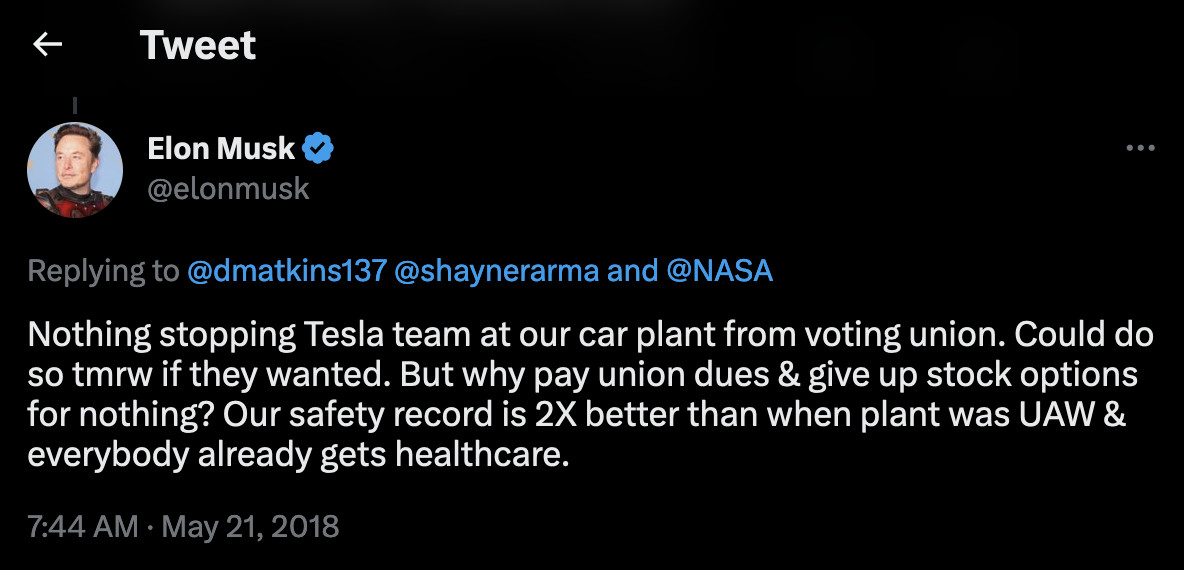 Tweet
Elon Musk
@elonmusk
Replying to @dmatkins137 @shaynerarma and @NASA
Nothing stopping Tesla team at our car plant from voting union. Could do
so tmrw if they wanted. But why pay union dues & give up stock options
for nothing? Our safety record is 2X better than when plant was UAW &
everybody already gets healthcare.
7:44 AM · May 21, 2018